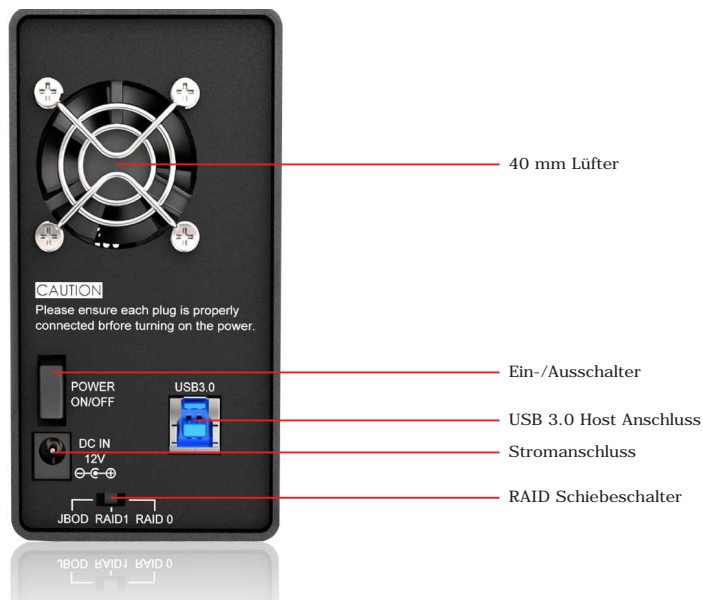 40 mm Lüfter
CAUTION
Please ensure each plug is properly
connected brfore turning on the power.
Ein-/Ausschalter
POWER
ON/OFF
USB3.0
USB 3.0 Host Anschluss
DC IN
12V
Stromanschluss
RAID Schiebeschalter
JBOD RAID1 RAID 0